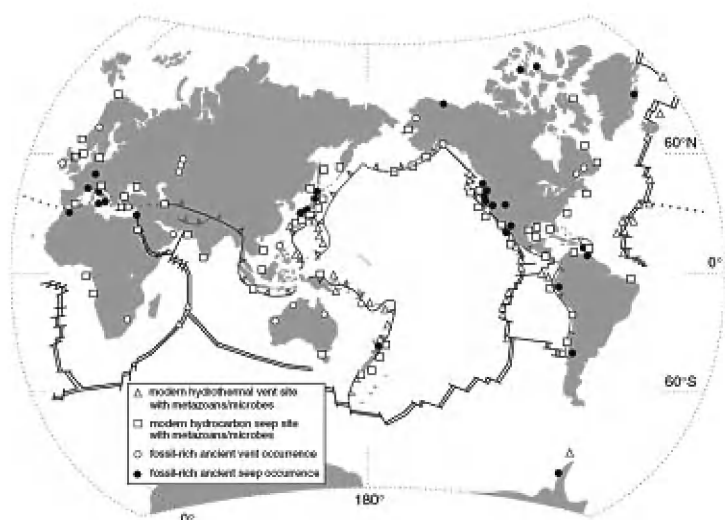 60°N
0°
60°S
△ modern hydrothermal vent site
with metazoans/microbes
□ modern hydrocarbon seep site
with metazoans/microbes
○ fossil-rich ancient vent occurrence
● fossil-rich ancient seep occurrence
180°
0°